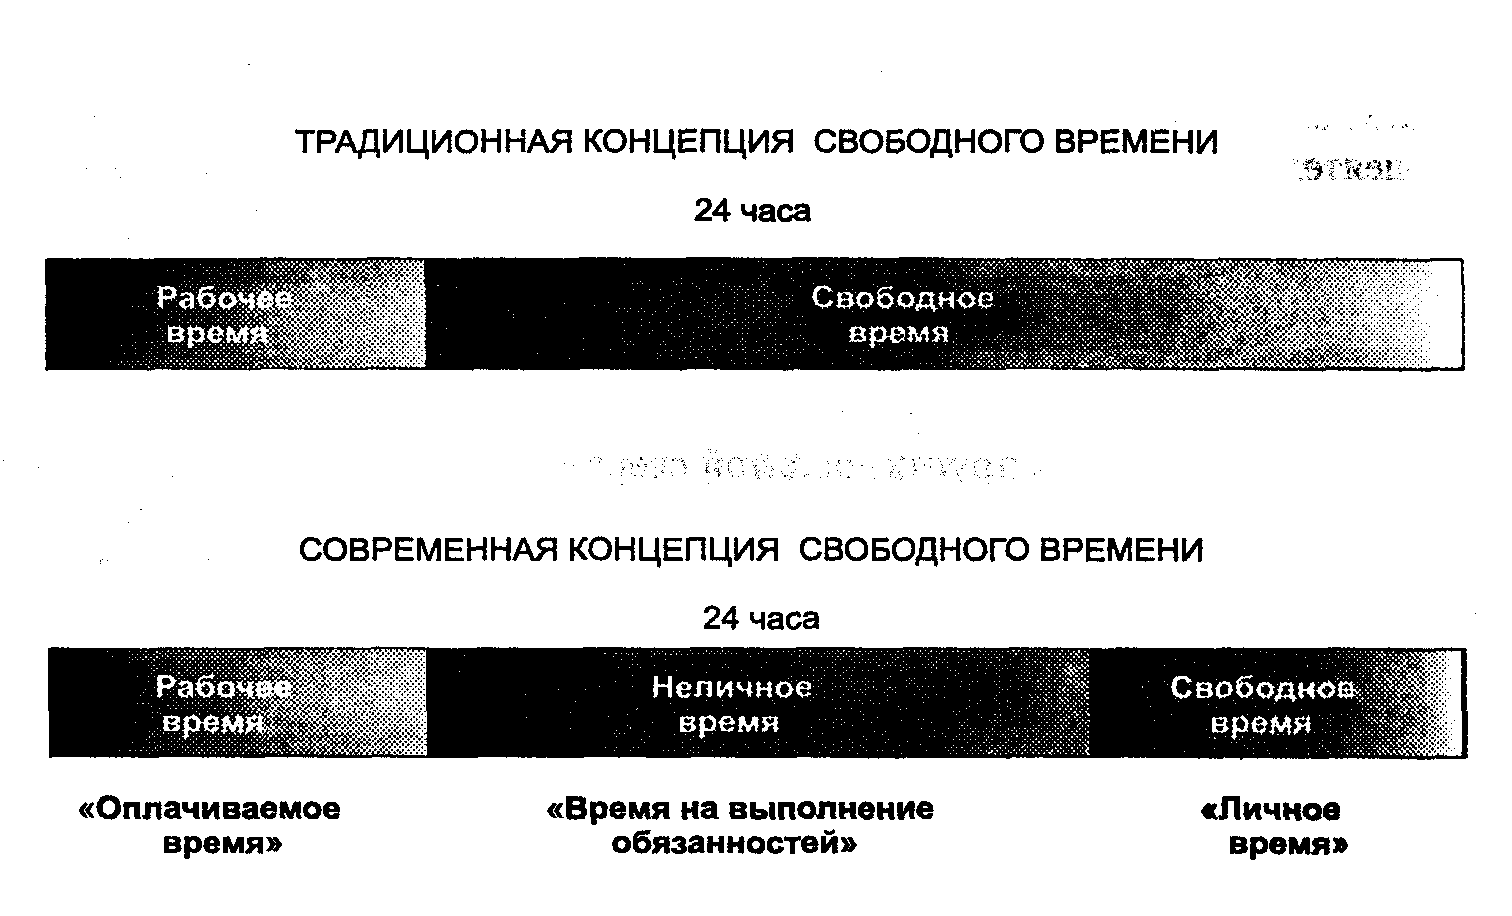 ТРАДИЦИОННАЯ КОНЦЕПЦИЯ СВОБОДНОГО ВРЕМЕНИ
24 часа
Рабочее
время
Свободное
время
СОВРЕМЕННАЯ КОНЦЕПЦИЯ СВОБОДНОГО ВРЕМЕНИ
24 часа
Рабочее
время
Неличное
время
Свободное
время
«Оплачиваемое
время»
«Время на выполнение
обязанностей»
«Личное
время»